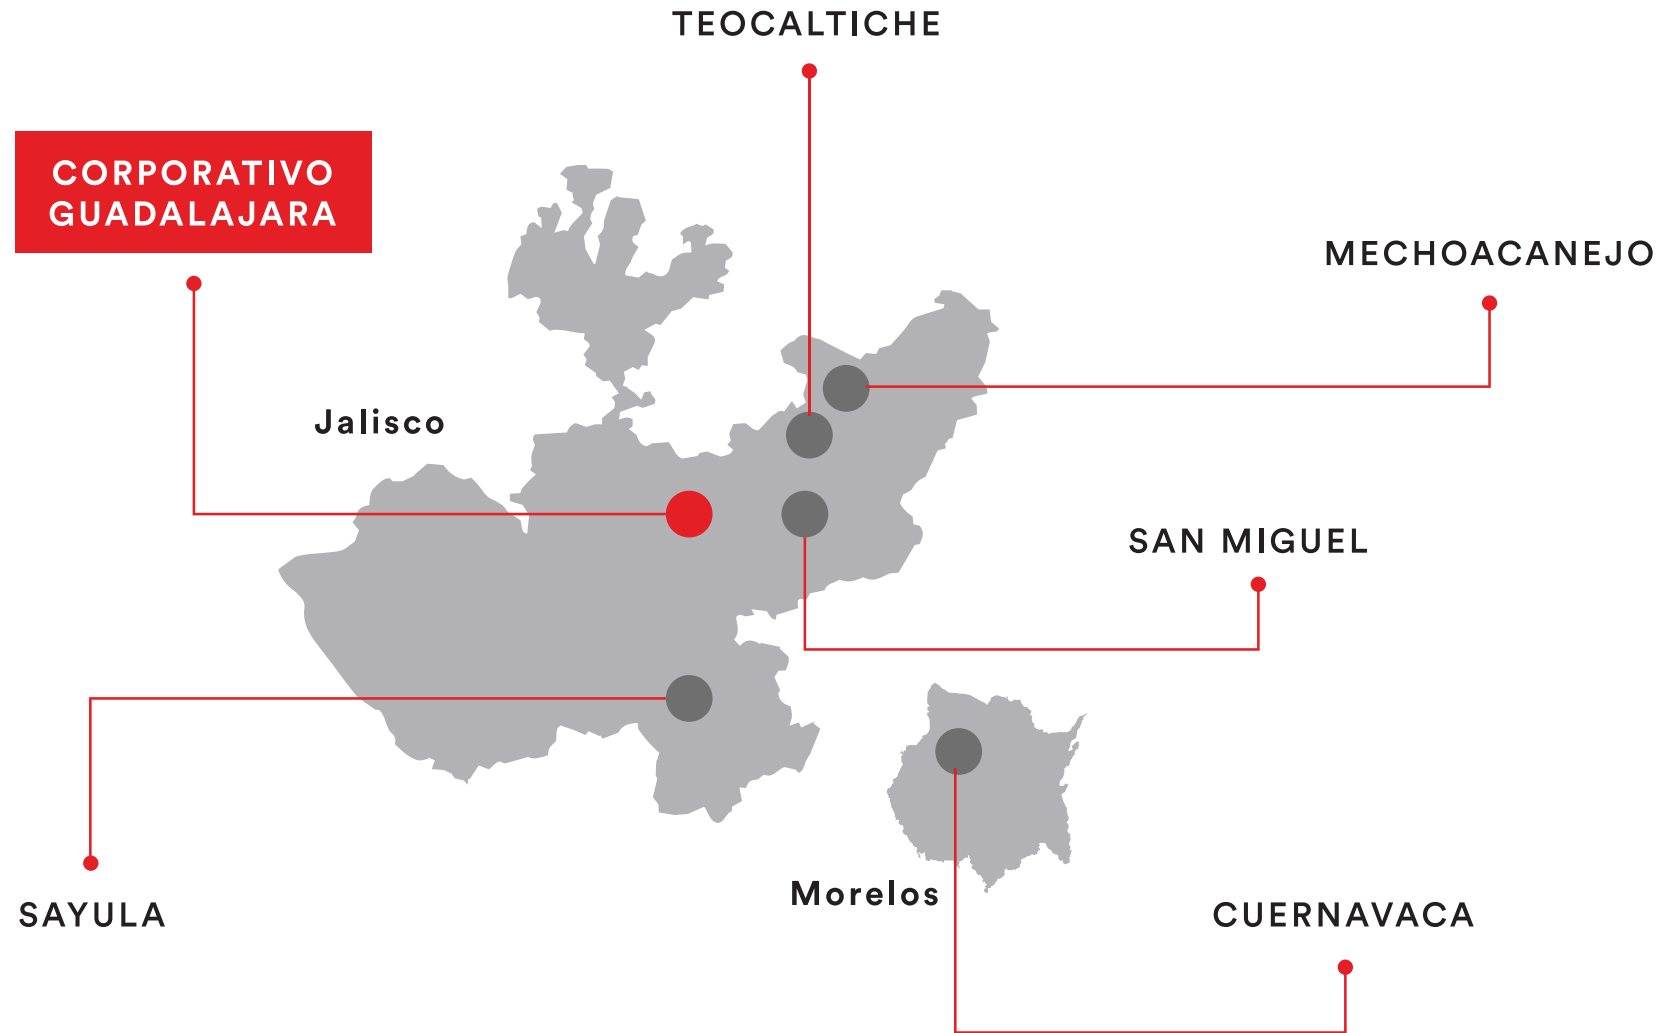 TEOCALTICHE
CORPORATIVO
GUADALAJARA
MECHOACANEJO
Jalisco
SAN MIGUEL
Morelos
SAYULA
CUERNAVACA